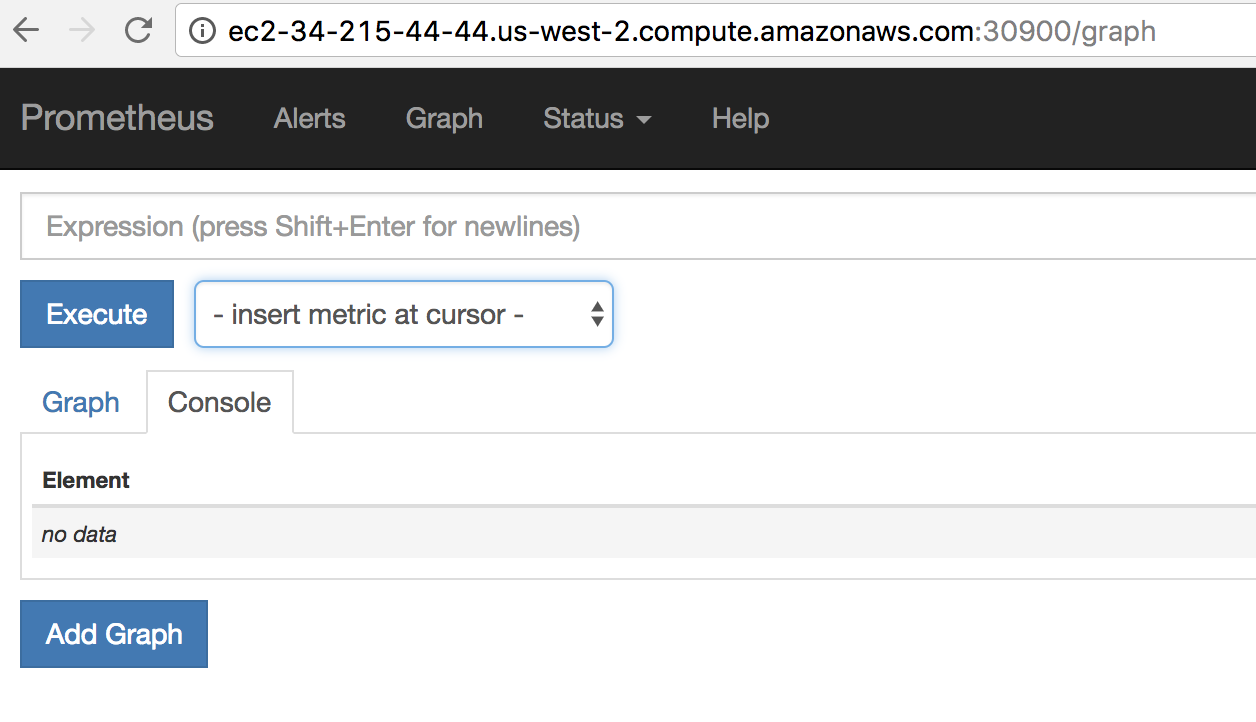 ec2-34-215-44-44.us-west-2.compute.amazonaws.com:30900/graph
Prometheus Alerts Graph Status Help
Expression (press Shift+Enter for newlines)
Execute - insert metric at cursor -
Graph Console
Element
no data
Add Graph